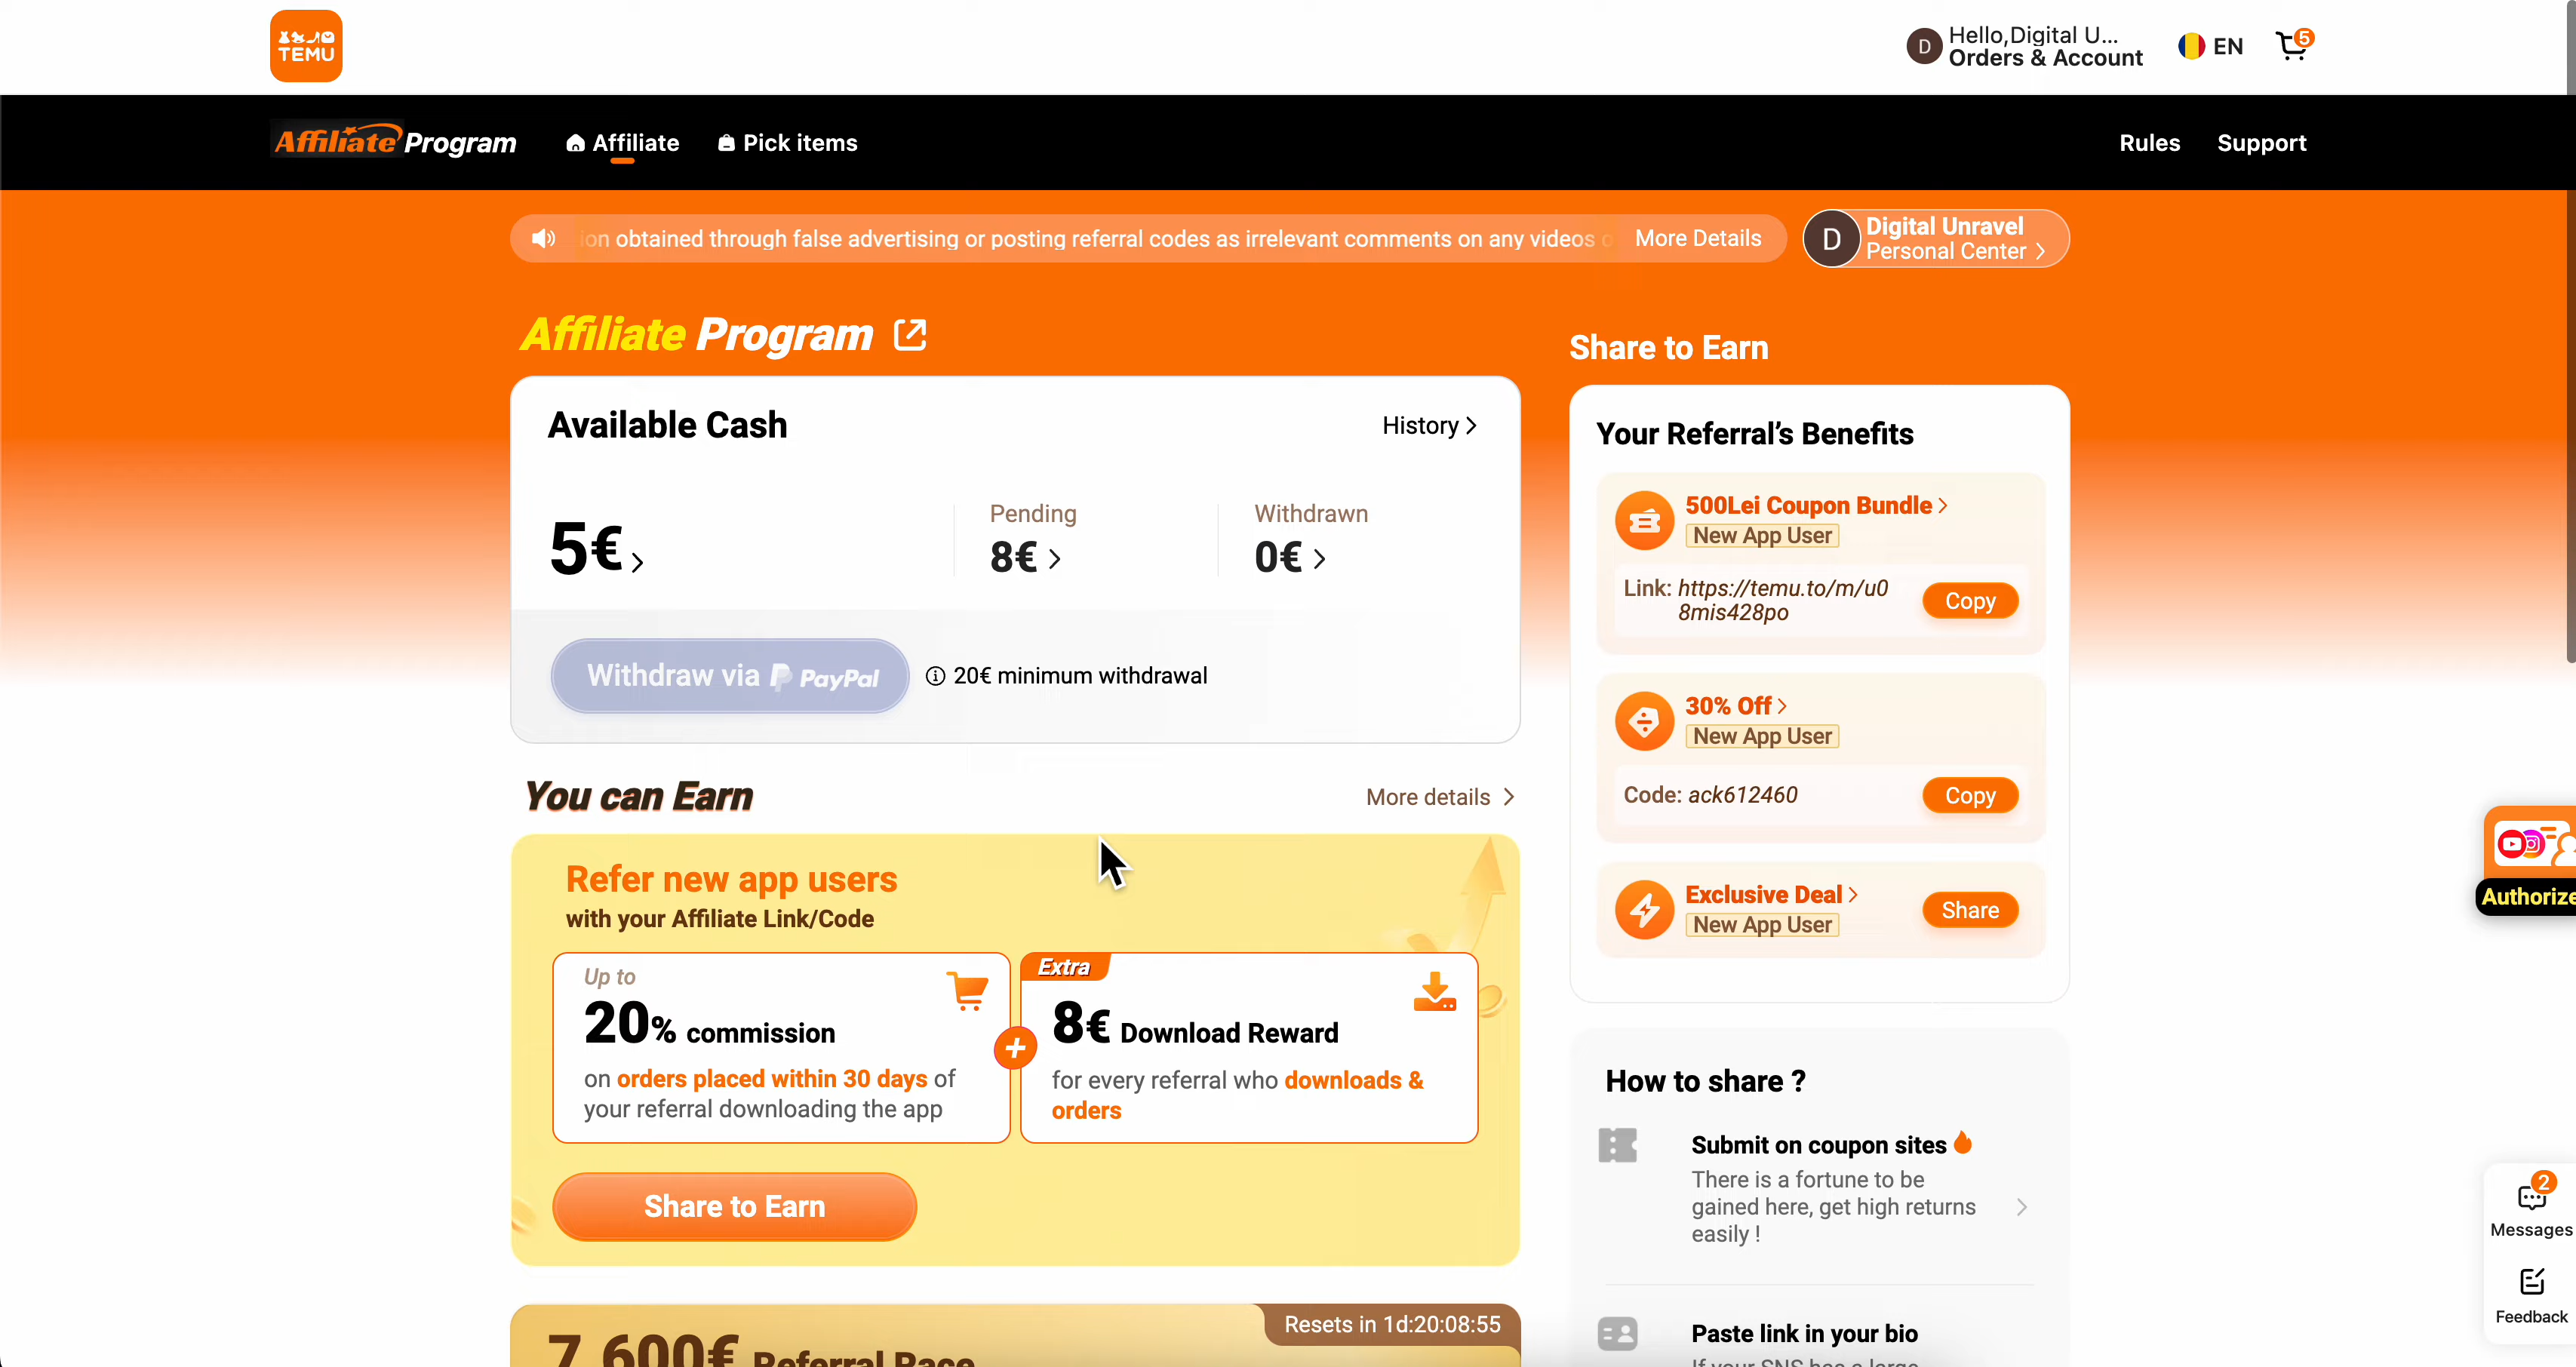 TEMU
D
Hello,Digital U...
Orders & Account
EN
5
Affiliate Program
Affiliate
Pick items
Rules
Support
ion obtained through false advertising or posting referral codes as irrelevant comments on any videos
More Details
D
Digital Unravel
Personal Center >
Affiliate Program
Share to Earn
Available Cash
History >
5€ >
Pending
8€ >
Withdrawn
0€ >
Withdraw via PayPal
20€ minimum withdrawal
Your Referral's Benefits
500Lei Coupon Bundle >
New App User
Link: https://temu.to/m/u0
8mis428po
Copy
30% Off >
New App User
Code: ack612460
Copy
Exclusive Deal >
New App User
Share
You can Earn
More details >
Refer new app users
with your Affiliate Link/Code
Up to
20% commission
on orders placed within 30 days of
your referral downloading the app
+
Extra
8€ Download Reward
for every referral who downloads &
orders
Share to Earn
Resets in 1d:20:08:55
7,600€ Referral Race
How to share ?
Submit on coupon sites
There is a fortune to be
gained here, get high returns
easily !
Paste link in your bio
If your SNS has a large
Authorize
2
Messages
Feedback